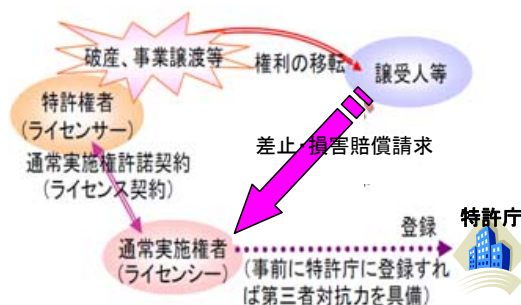 破産、事業譲渡等
権利の移転
譲受人等
特許権者
(ライセンサー)
差止・損害賠償請求
通常実施権許諾契約
(ライセンス契約)
登録
特許庁
通常実施権者
(ライセンシー)
(事前に特許庁に登録すれ
ば第三者対抗力を具備)